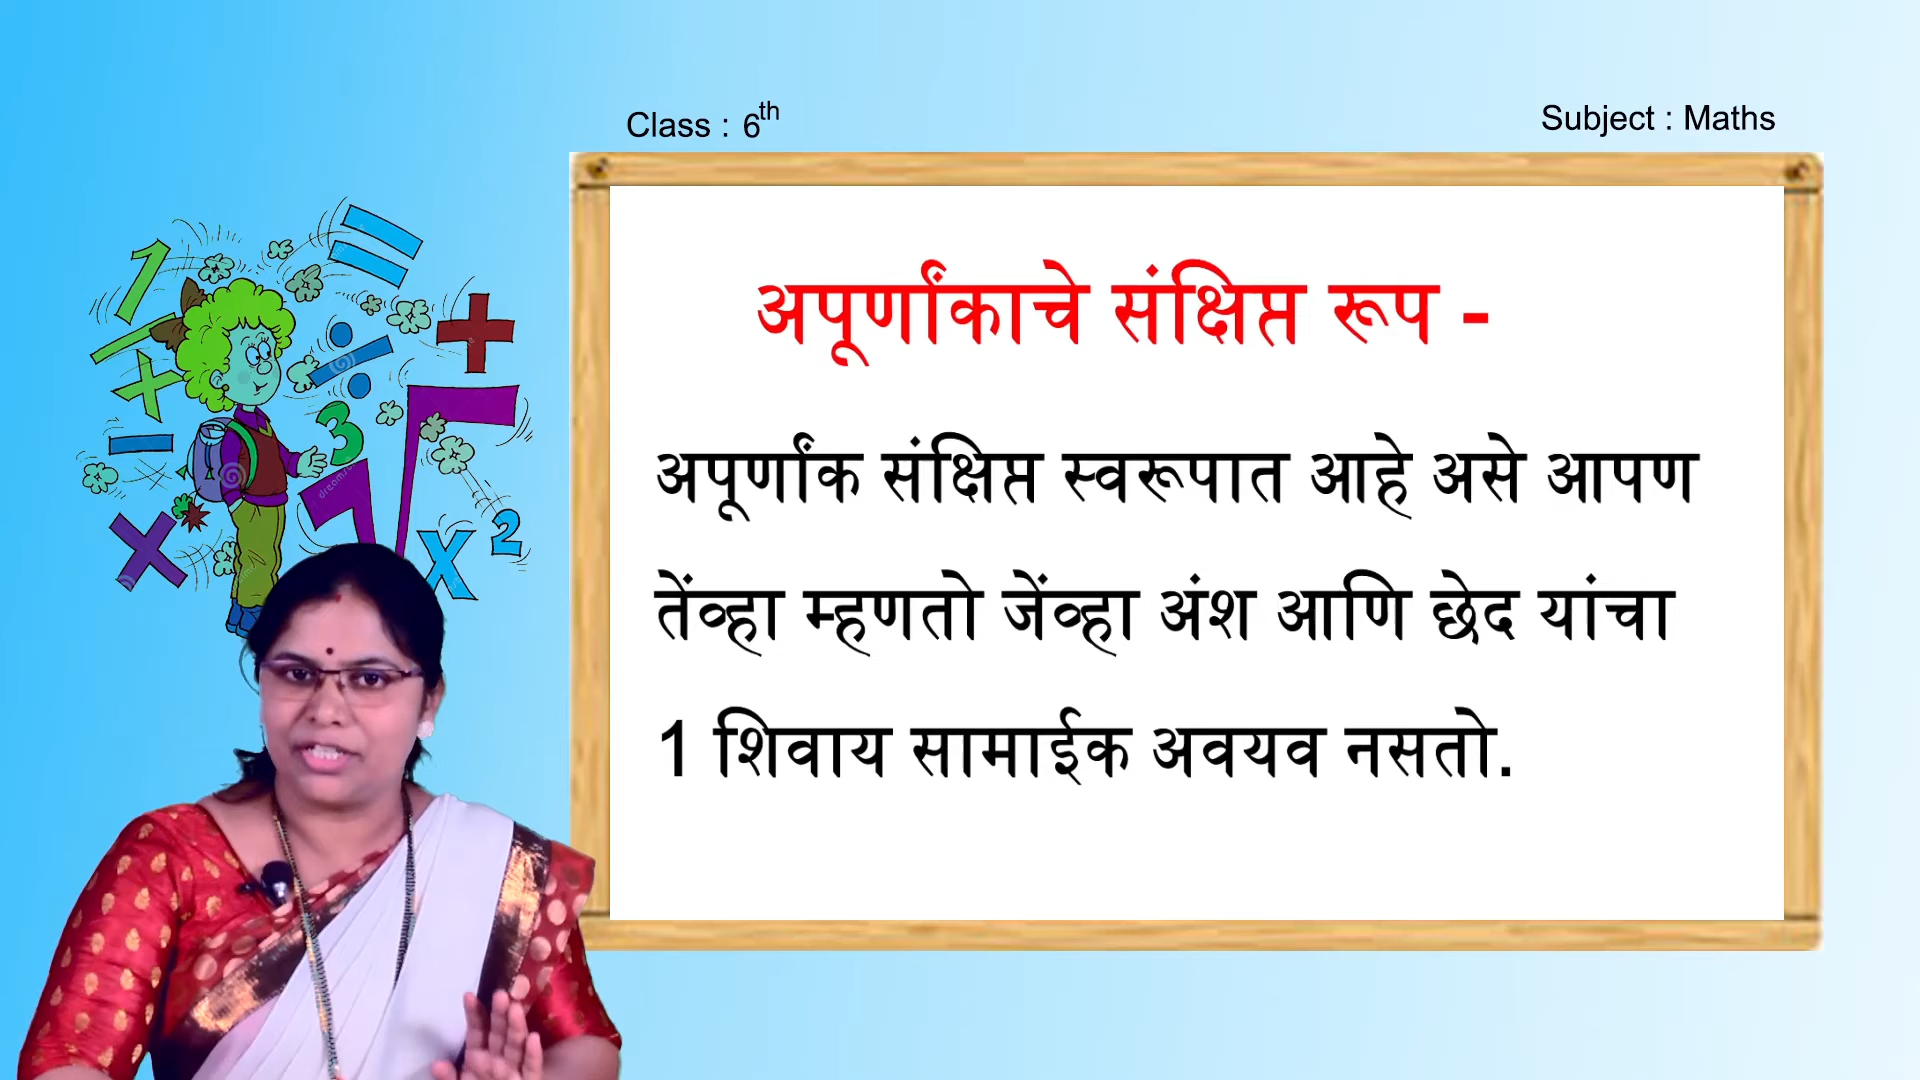 Class : 6th
Subject : Maths
अपूर्णांकाचे संक्षिप्त रूप -
अपूर्णांक संक्षिप्त स्वरूपात आहे असे आपण
तेंव्हा म्हणतो जेंव्हा अंश आणि छेद यांचा
1 शिवाय सामाईक अवयव नसतो.